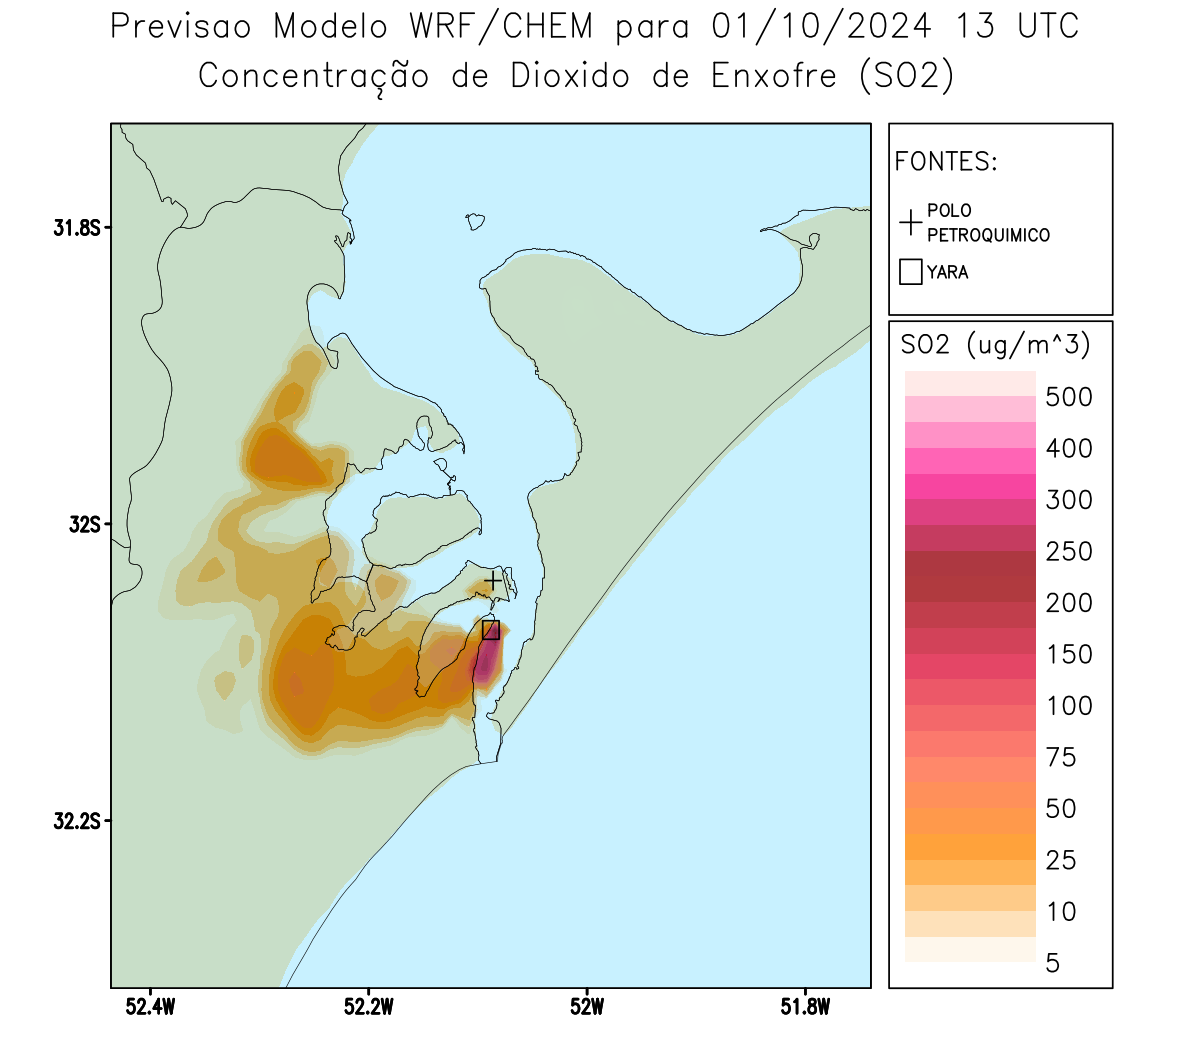 Previsao Modelo WRF/CHEM para 01/10/2024 13 UTC
Concentração de Dioxido de Enxofre (SO2)
FONTES:
POLO
PETROQUIMICO
YARA
SO2 (ug/m^3)
500
400
300
250
200
150
100
75
50
25
10
5
31.8S
32S
32.2S
52.4W
52.2W
52W
51.8W